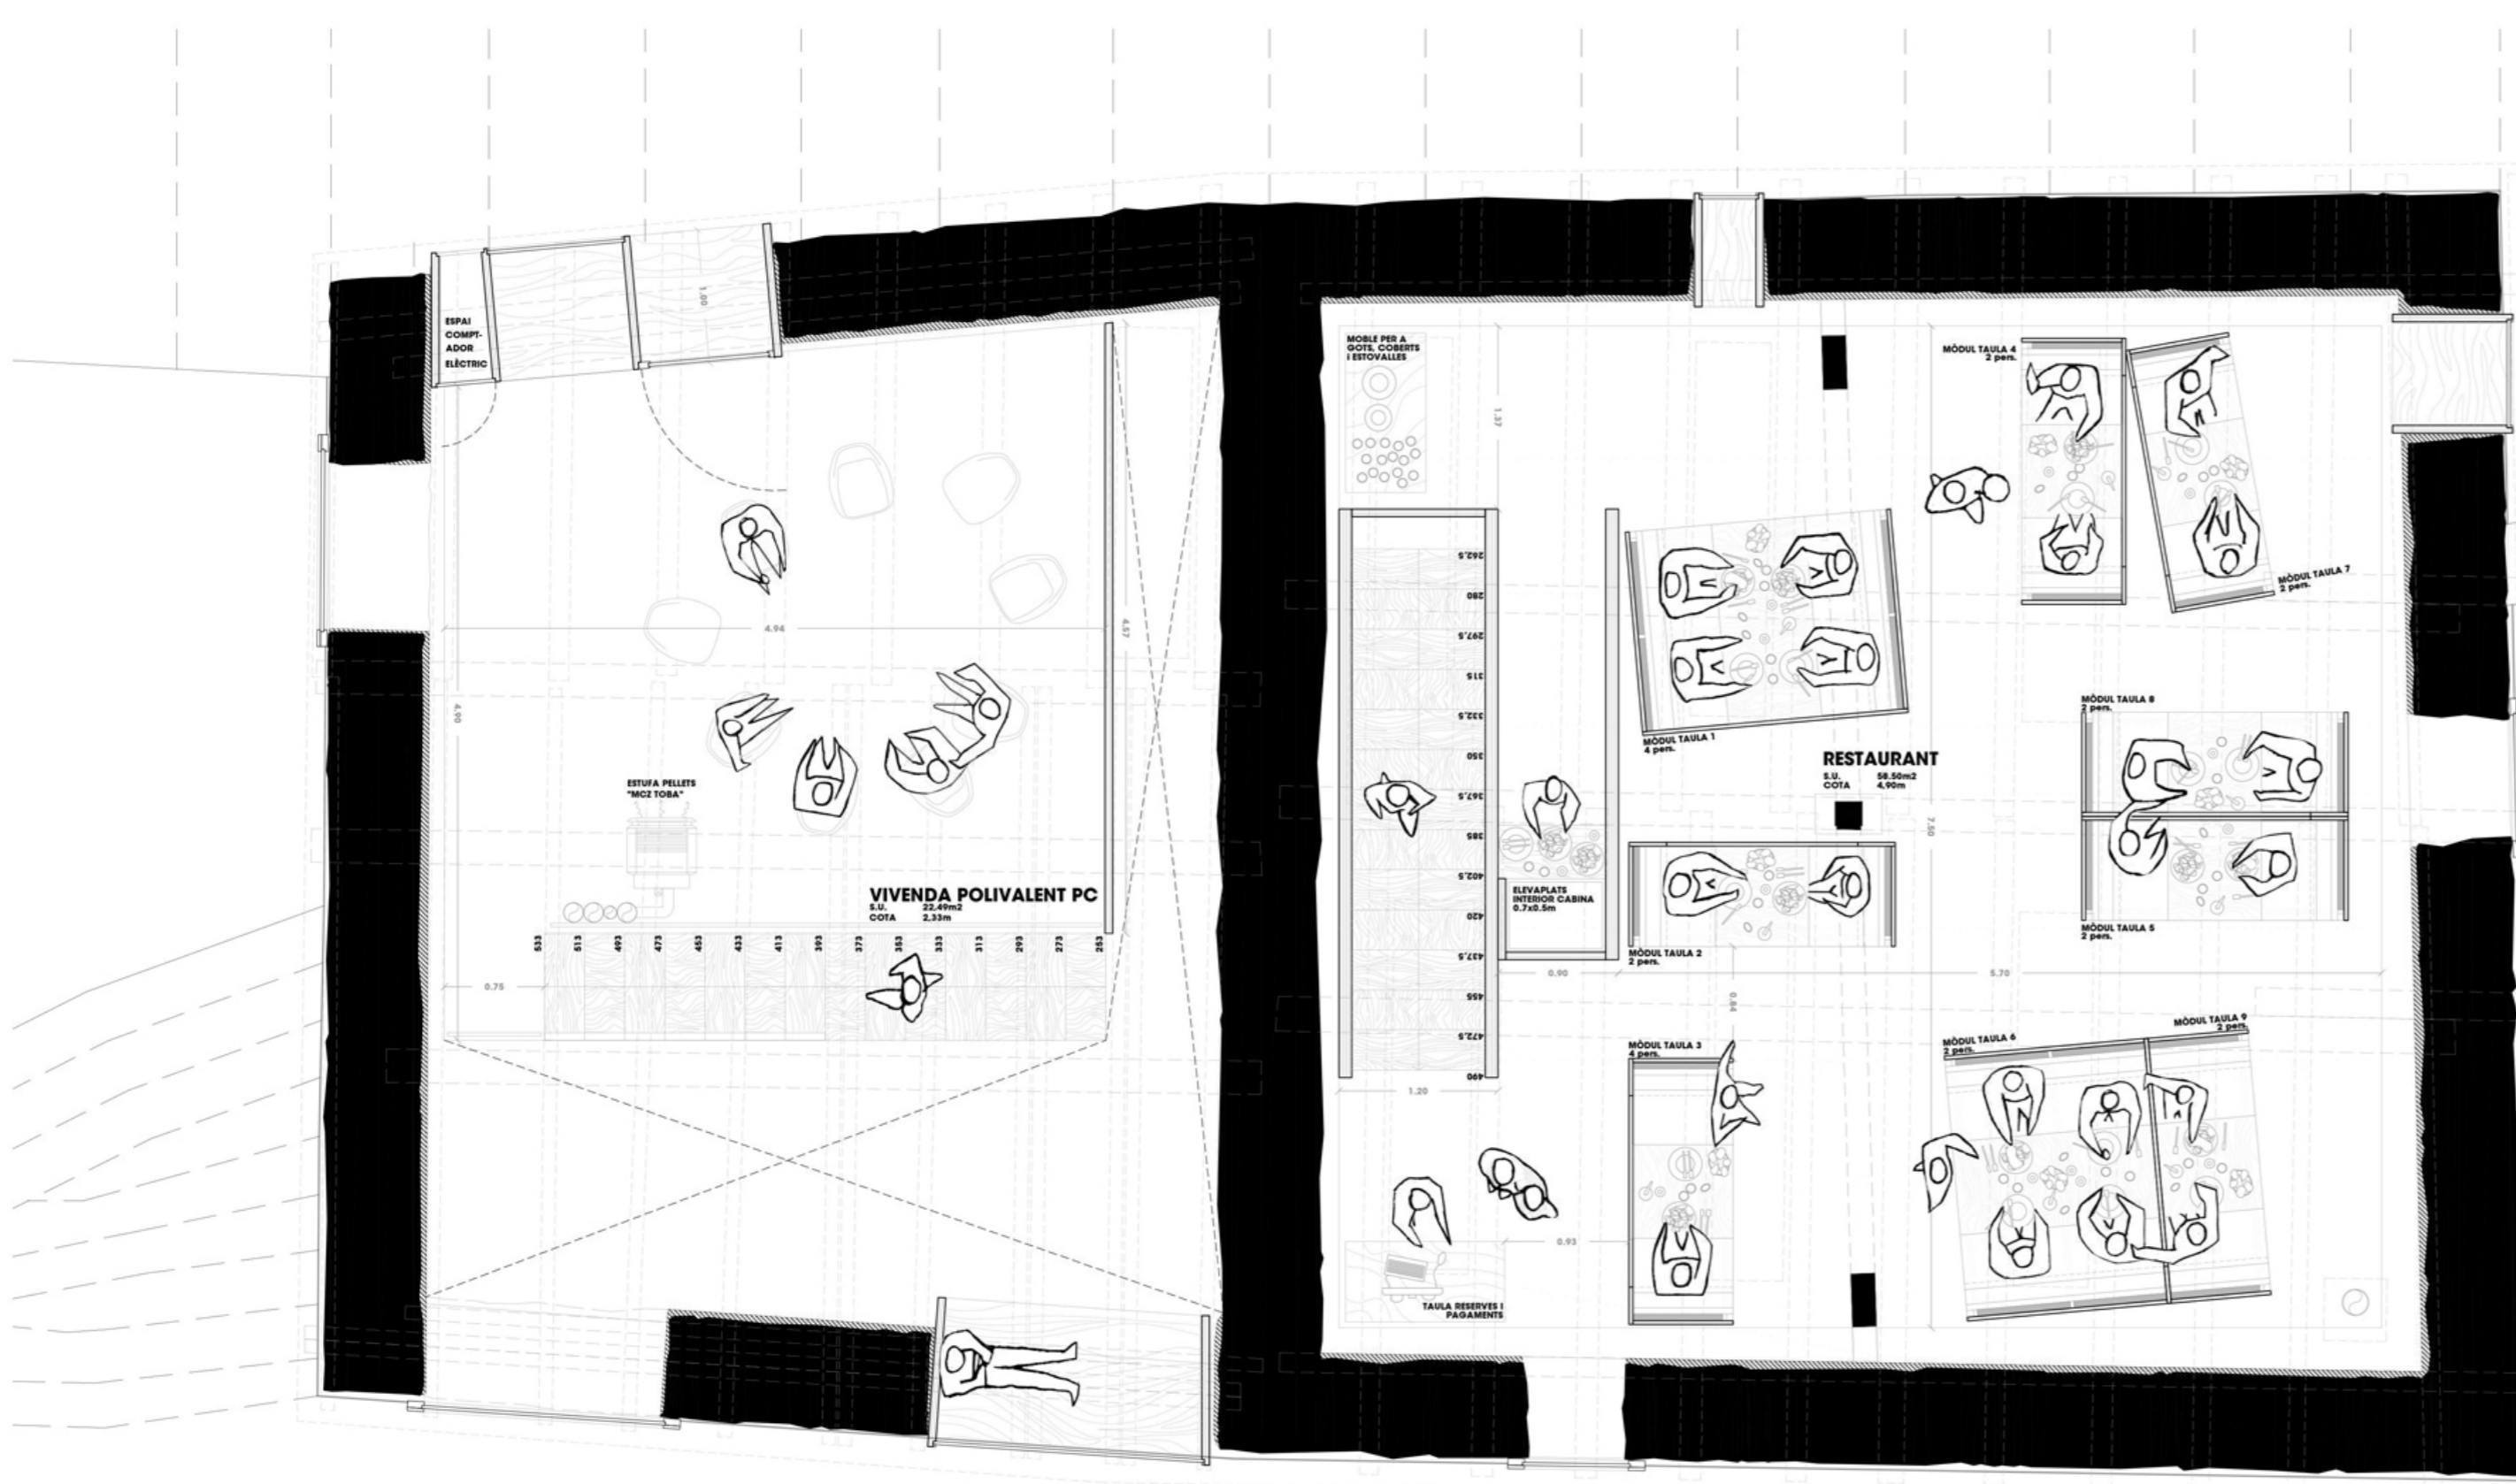 ESPAI
COMPT-
ADOR
ELÈCTRIC
1.00
4.94
4.57
4.90
ESTUFA PELLETS
"MCZ TOBA"
VIVENDA POLIVALENT PC
S.U. 22,49m2
COTA 2,33m
533
513
493
473
453
433
413
393
373
353
333
313
293
273
253
0.75
MOBLE PER A
GOTS, COBERTS
i ESTOVALLES
1.37
262.5
280
297.5
315
332.5
350
367.5
385
402.5
420
437.5
455
472.5
490
1.20
ELEVAPLATS
INTERIOR CABINA
0.7x0.5m
0.90
MÒDUL TAULA 1
4 pers.
MÒDUL TAULA 4
2 pers.
MÒDUL TAULA 7
2 pers.
RESTAURANT
S.U. 58.50m2
COTA 4,90m
7.50
MÒDUL TAULA 8
2 pers.
MÒDUL TAULA 5
2 pers.
MÒDUL TAULA 2
2 pers.
5.70
0.84
MÒDUL TAULA 3
4 pers.
MÒDUL TAULA 6
2 pers.
MÒDUL TAULA 9
2 pers.
0.93
TAULA RESERVES I
PAGAMENTS